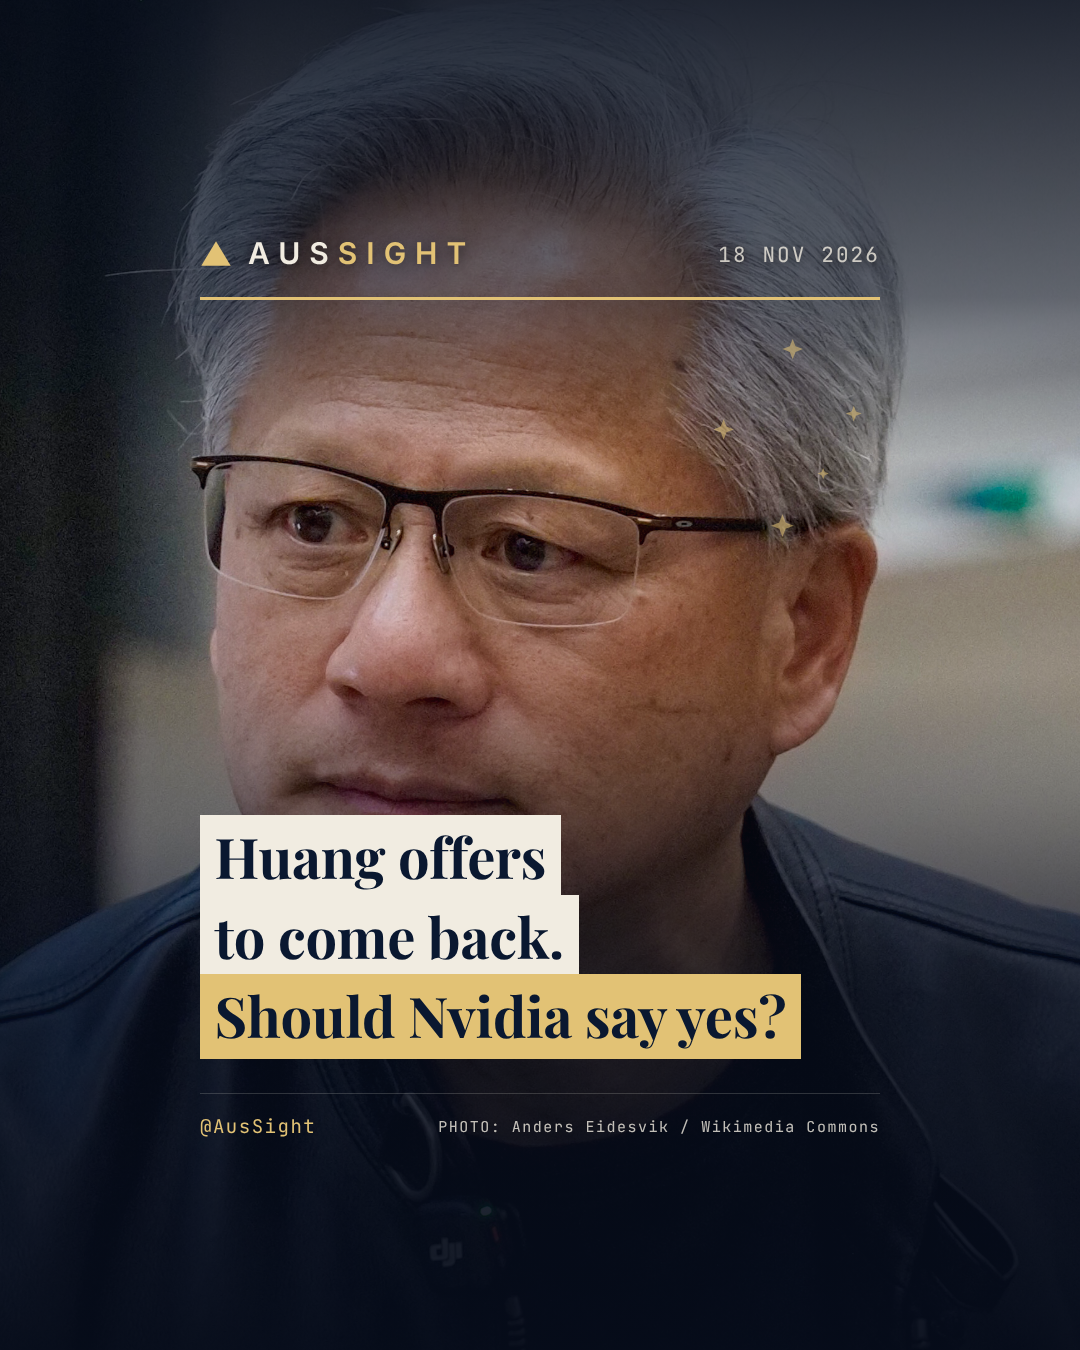 AUSSIGHT
18 NOV 2026
Huang offers
to come back.
Should Nvidia say yes?
@AusSight
PHOTO: Anders Eidesvik / Wikimedia Commons
dji